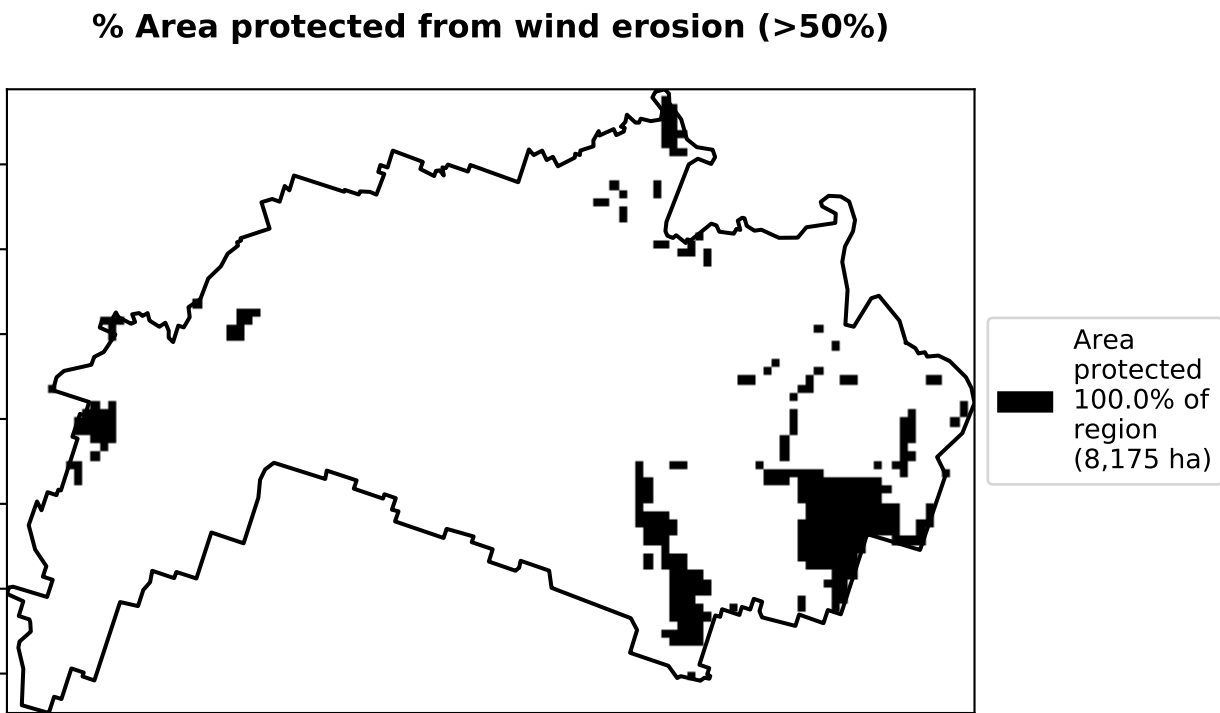 % Area protected from wind erosion (>50%)
Area
protected
100.0% of
region
(8,175 ha)